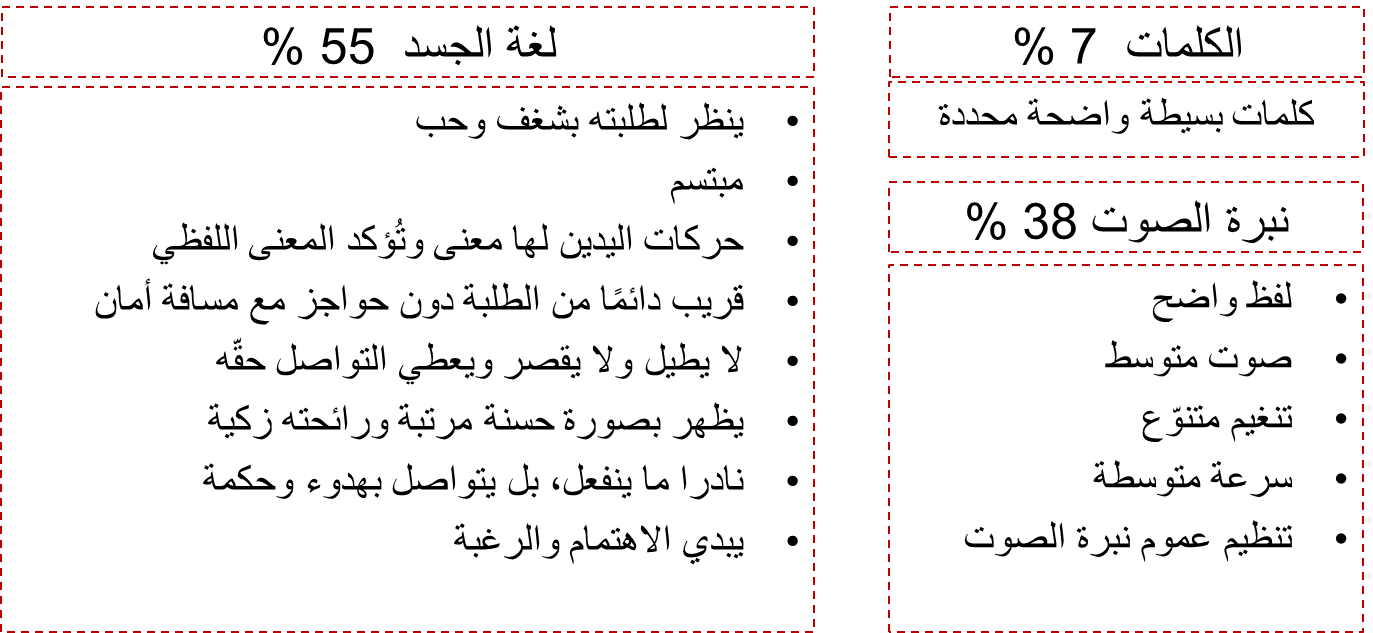 الكلمات 7 %
كلمات بسيطة واضحة محددة
نبرة الصوت 38 %
• لفظ واضح
• صوت متوسط
• تنغيم متنوّع
• سرعة متوسطة
• تنظيم عموم نبرة الصوت
لغة الجسد 55 %
• ينظر لطلبته بشغف وحب
• مبتسم
• حركات اليدين لها معنى وتُؤكد المعنى اللفظي
• قريب دائمًا من الطلبة دون حواجز مع مسافة أمان
• لا يطيل ولا يقصر ويعطي التواصل حقّه
• يظهر بصورة حسنة مرتبة ورائحته زكية
• نادرا ما ينفعل، بل يتواصل بهدوء وحكمة
• يبدي الاهتمام والرغبة